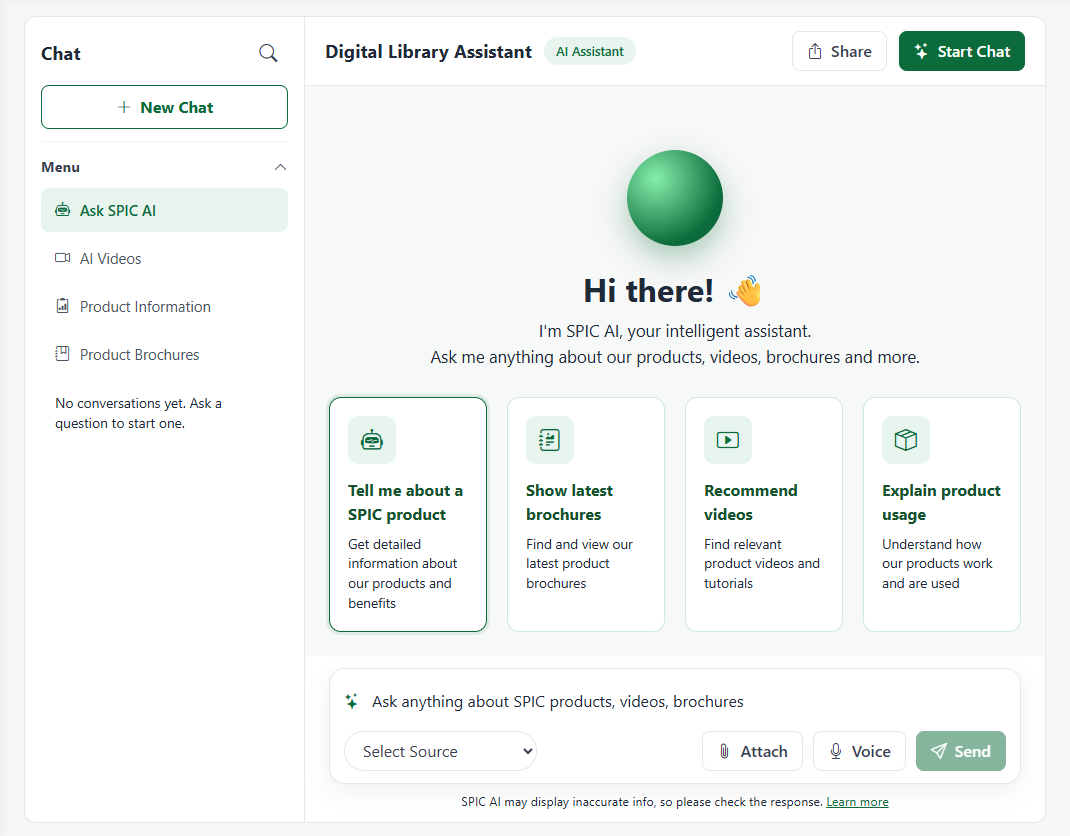 Chat
New Chat
Menu
Ask SPIC AI
AI Videos
Product Information
Product Brochures
No conversations yet. Ask a
question to start one.
Digital Library Assistant
AI Assistant
Share
Start Chat
Hi there! 👋
I'm SPIC AI, your intelligent assistant.
Ask me anything about our products, videos, brochures and more.
Tell me about a
SPIC product
Get detailed
information about
our products and
benefits
Show latest
brochures
Find and view our
latest product
brochures
Recommend
videos
Find relevant
product videos and
tutorials
Explain product
usage
Understand how
our products work
and are used
Ask anything about SPIC products, videos, brochures
Select Source
Attach
Voice
Send
SPIC AI may display inaccurate info, so please check the response. Learn more